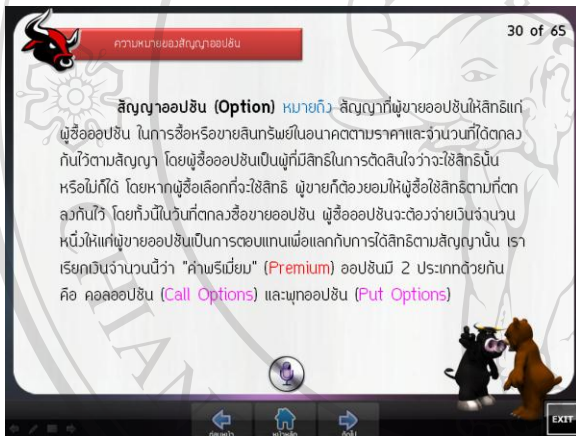 30 of 65
ความหมายของสัญญาออปชัน
สัญญาออปชัน (Option) หมายถึง สัญญาที่ผู้ขายออปชันให้สิทธิแก่
ผู้ซื้อออปชัน ในการซื้อหรือขายสินทรัพย์ในอนาคตตามราคาและจำนวนที่ได้ตกลง
กันไว้ตามสัญญา โดยผู้ซื้อออปชันเป็นผู้ที่มีสิทธิในการตัดสินใจว่าจะใช้สิทธินั้น
หรือไม่ก็ได้ โดยหากผู้ซื้อเลือกที่จะใช้สิทธิ ผู้ขายก็ต้องยอมให้ผู้ซื้อใช้สิทธิตามที่ตก
ลงกันไว้ โดยทั้งนี้ในวันที่ตกลงซื้อขายออปชัน ผู้ซื้อออปชันจะต้องจ่ายเงินจำนวน
หนึ่งให้แก่ผู้ขายออปชันเป็นการตอบแทนเพื่อแลกกับการได้สิทธิตามสัญญานั้น เรา
เรียกเงินจำนวนนี้ว่า "ค่าพรีเมี่ยม" (Premium) ออปชันมี 2 ประเภทด้วยกัน
คือ คอลออปชัน (Call Options) และพุทออปชัน (Put Options)
CHIAN
ก่อนหน้า
หน้าหลัก
ถัดไป
EXIT